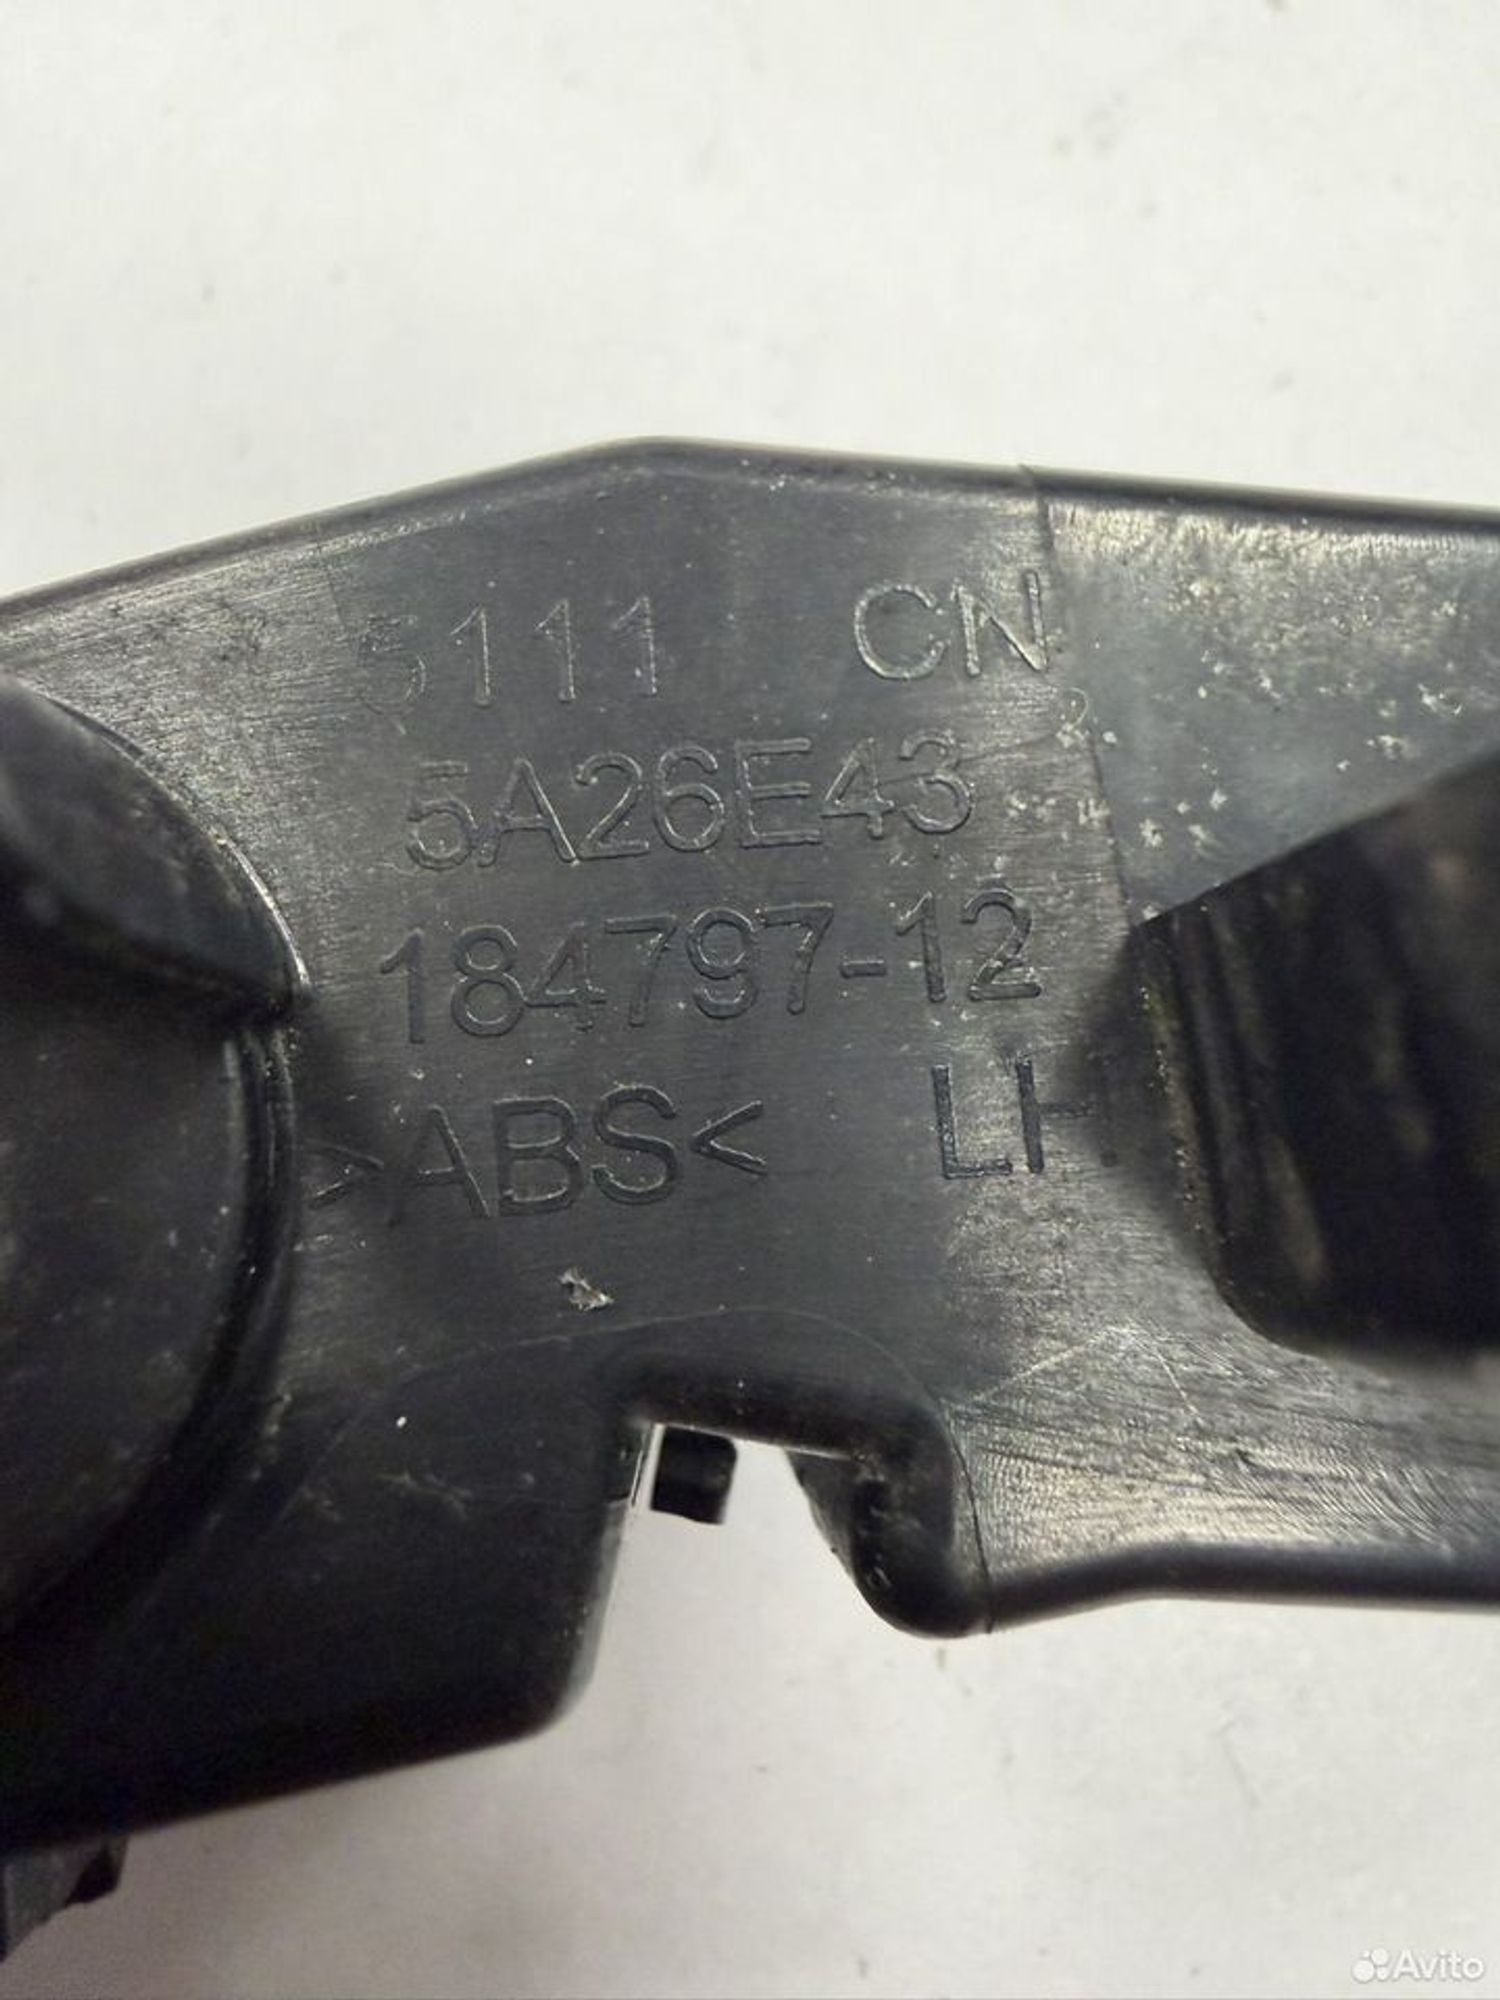 5111 CN
5A26E43
184797-12
>ABS< LH
Avito